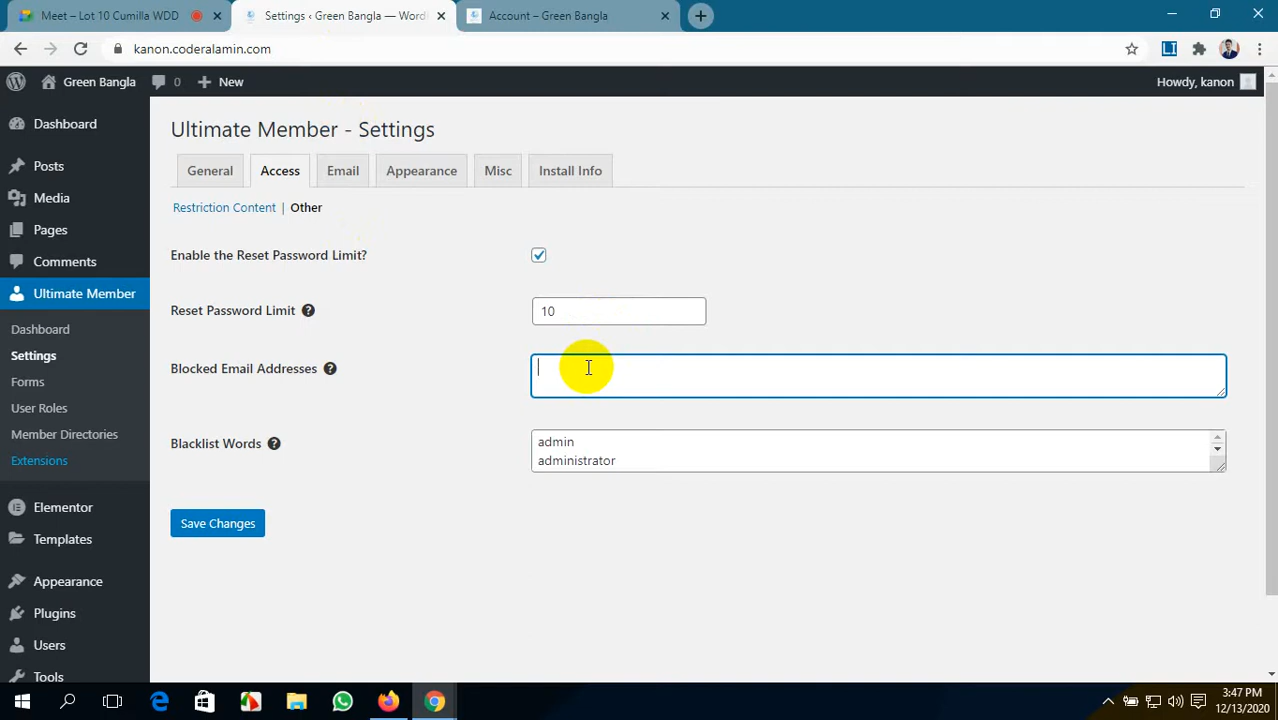 Meet – Lot 10 Cumilla WDD
Settings ‹ Green Bangla — Word
Account – Green Bangla
kanon.coderalamin.com
Green Bangla
0
New
Howdy, kanon
Dashboard
Posts
Media
Pages
Comments
Ultimate Member
Dashboard
Settings
Forms
User Roles
Member Directories
Extensions
Elementor
Templates
Appearance
Plugins
Users
Tools
Ultimate Member - Settings
General
Access
Email
Appearance
Misc
Install Info
Restriction Content | Other
Enable the Reset Password Limit?
Reset Password Limit ?
10
Blocked Email Addresses ?
Blacklist Words ?
admin
administrator
Save Changes
3:47 PM
12/13/2020